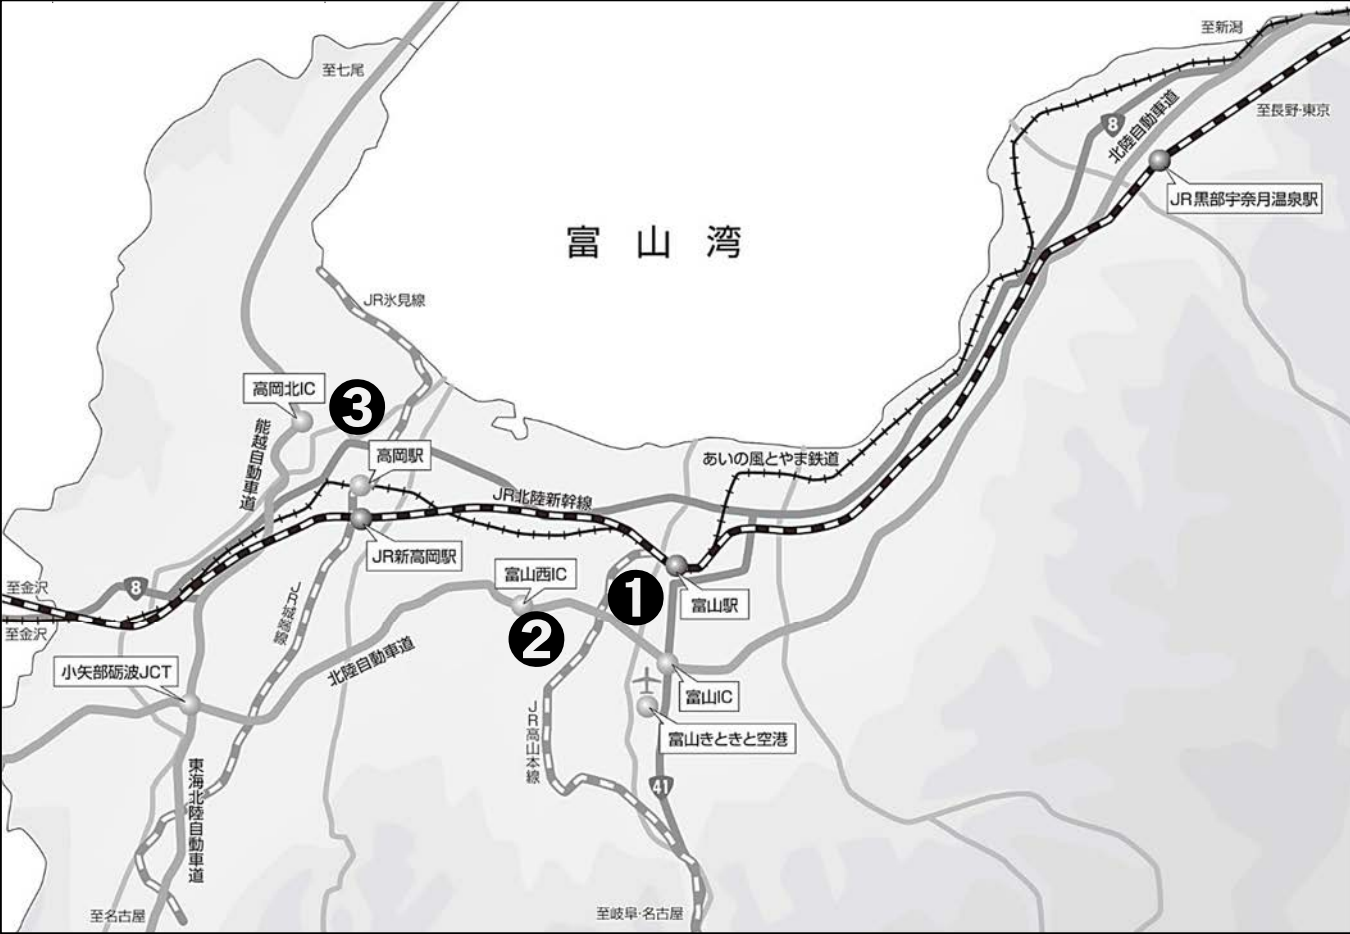 至新潟
至七尾
8
北陸自動車道
至長野・東京
JR黒部宇奈月温泉駅
富山湾
JR氷見線
高岡北IC
3
能越自動車道
高岡駅
あいの風とやま鉄道
JR北陸新幹線
JR新高岡駅
富山西IC
至金沢
8
1
富山駅
至金沢
JR城端線
2
北陸自動車道
小矢部砺波JCT
富山IC
JR高山本線
富山きときと空港
東海北陸自動車道
41
至名古屋
至岐阜・名古屋